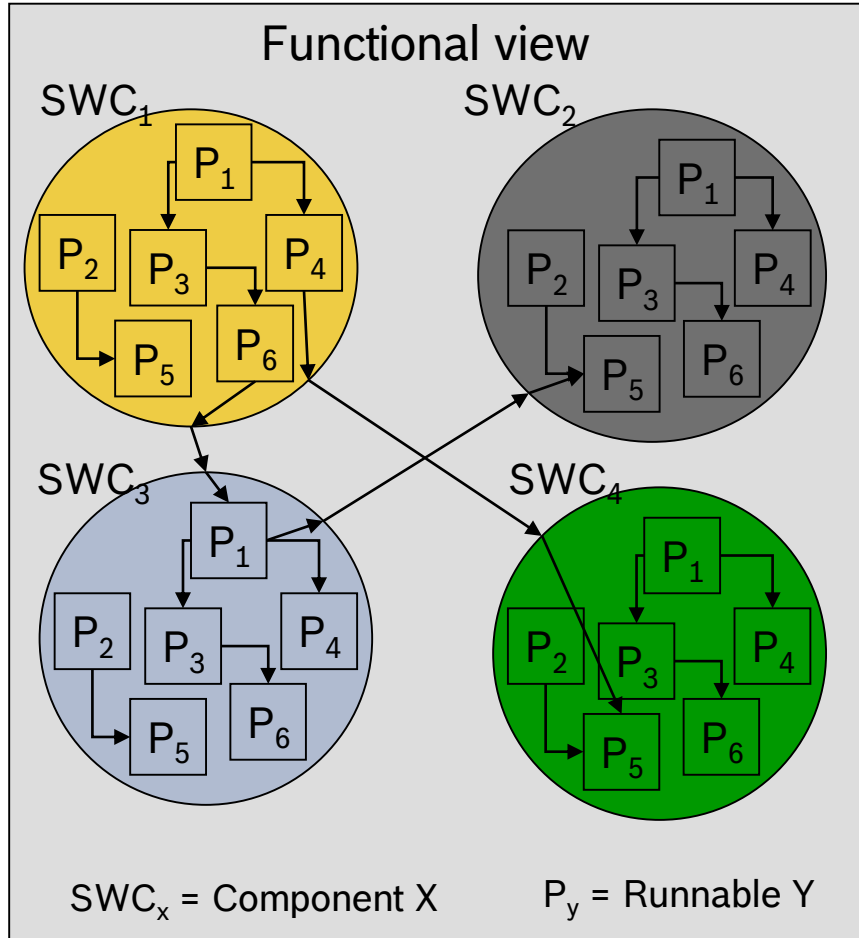 Functional view
SWC₁
P₁
P₂
P₃
P₄
P₅
P₆
SWC₂
P₁
P₂
P₃
P₄
P₅
P₆
SWC₃
P₁
P₂
P₃
P₄
P₅
P₆
SWC₄
P₁
P₂
P₃
P₄
P₅
P₆
SWCₓ = Component X
Pᵧ = Runnable Y